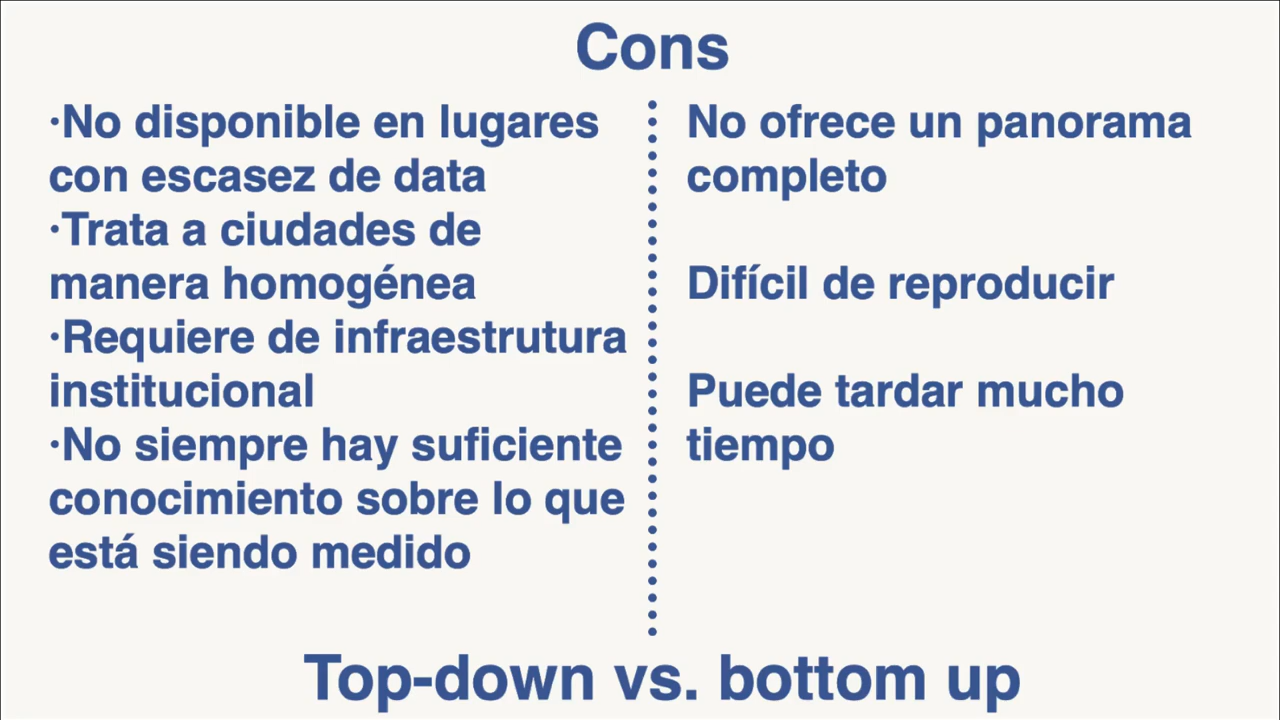 Cons
·No disponible en lugares
con escasez de data
·Trata a ciudades de
manera homogénea
·Requiere de infraestrutura
institucional
·No siempre hay suficiente
conocimiento sobre lo que
está siendo medido
No ofrece un panorama
completo
Difícil de reproducir
Puede tardar mucho
tiempo
Top-down vs. bottom up